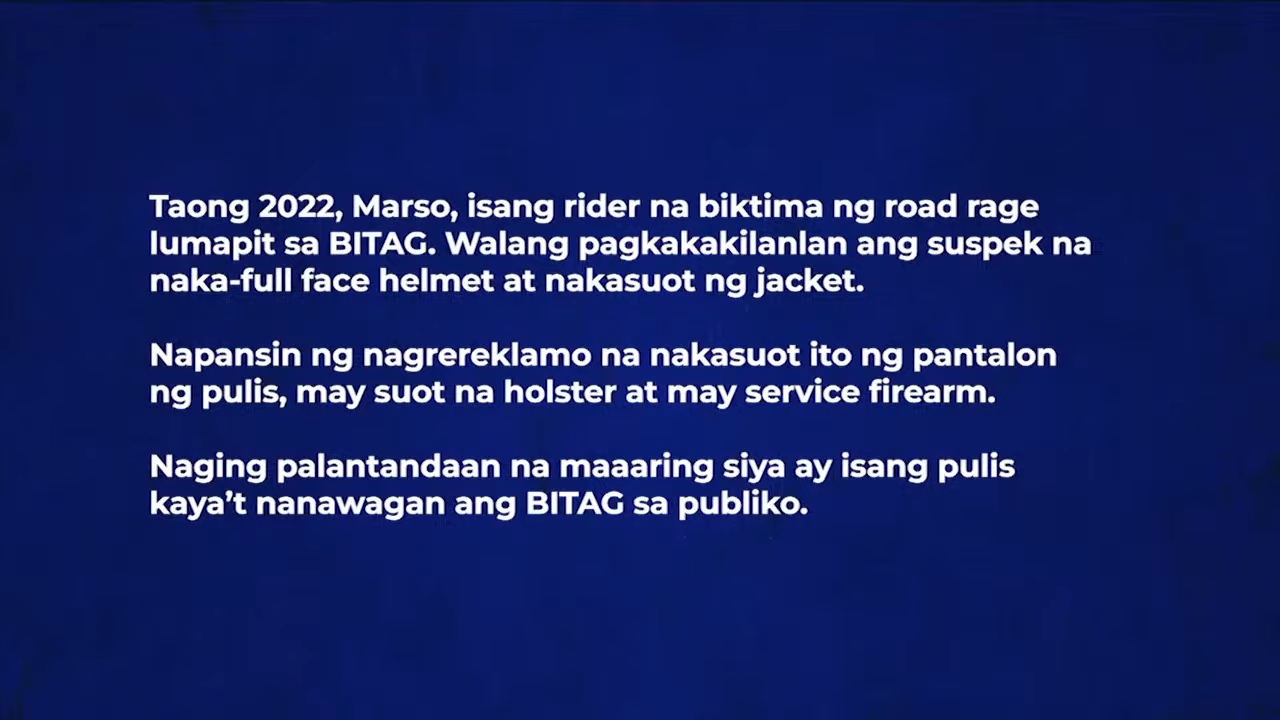 Taong 2022, Marso, isang rider na biktima ng road rage
lumapit sa BITAG. Walang pagkakakilanlan ang suspek na
naka-full face helmet at nakasuot ng jacket.
Napansin ng nagrereklamo na nakasuot ito ng pantalon
ng pulis, may suot na holster at may service firearm.
Naging palantandaan na maaaring siya ay isang pulis
kaya’t nanawagan ang BITAG sa publiko.